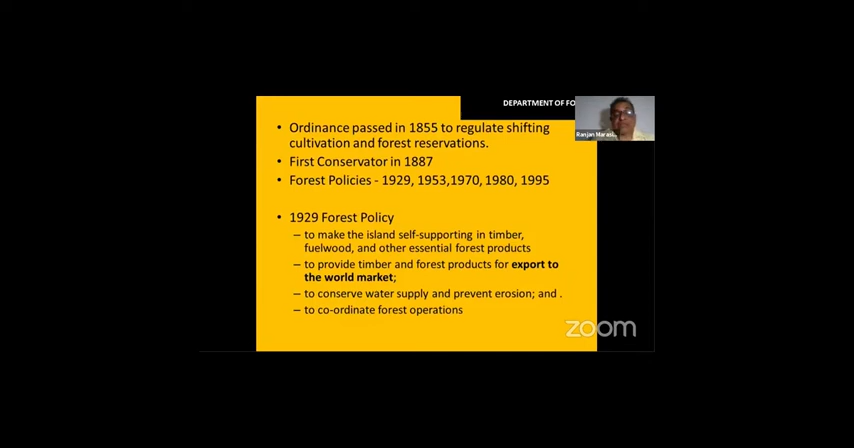 DEPARTMENT OF
• Ordinance passed in 1855 to regulate shifting
cultivation and forest reservations.
• First Conservator in 1887
• Forest Policies - 1929, 1953,1970, 1980, 1995
• 1929 Forest Policy
– to make the island self-supporting in timber,
fuelwood, and other essential forest products
– to provide timber and forest products for export to
the world market;
– to conserve water supply and prevent erosion; and .
– to co-ordinate forest operations
Ranjan
zoom